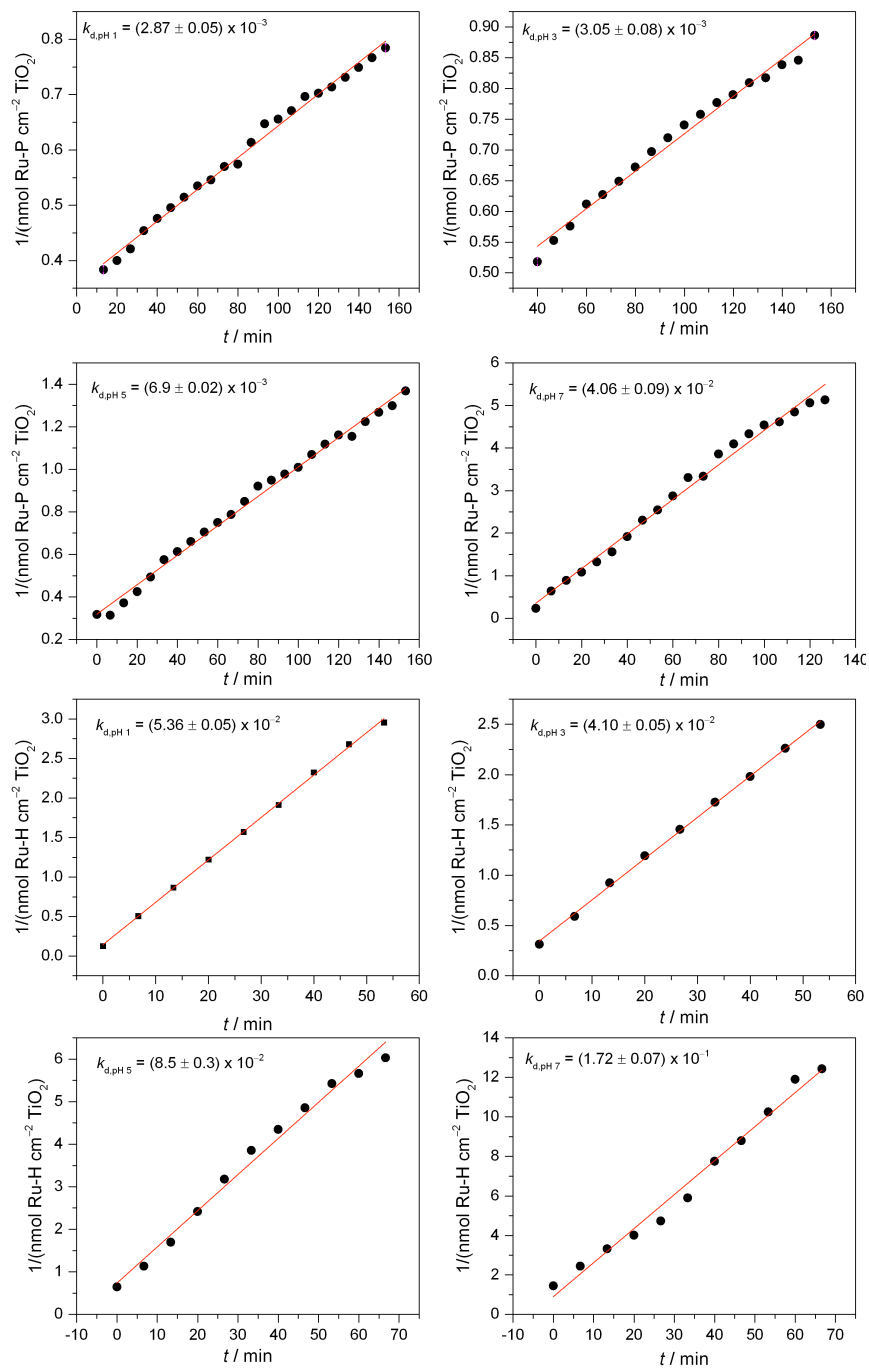 k_d,pH 1 = (2.87 ± 0.05) x 10⁻³
0.8
0.7
0.6
0.5
0.4
0 20 40 60 80 100 120 140 160
1/(nmol Ru-P cm⁻² TiO₂)
t / min
k_d,pH 3 = (3.05 ± 0.08) x 10⁻³
0.90
0.85
0.80
0.75
0.70
0.65
0.60
0.55
0.50
40 60 80 100 120 140 160
1/(nmol Ru-P cm⁻² TiO₂)
t / min
k_d,pH 5 = (6.9 ± 0.02) x 10⁻³
1.4
1.2
1.0
0.8
0.6
0.4
0.2
0 20 40 60 80 100 120 140 160
1/(nmol Ru-P cm⁻² TiO₂)
t / min
k_d,pH 7 = (4.06 ± 0.09) x 10⁻²
6
5
4
3
2
1
0
0 20 40 60 80 100 120
1/(nmol Ru-P cm⁻² TiO₂)
t / min
k_d,pH 1 = (5.36 ± 0.05) x 10⁻²
3.0
2.5
2.0
1.5
1.0
0.5
0.0
0 10 20 30 40 50 60
1/(nmol Ru-H cm⁻² TiO₂)
t / min
k_d,pH 3 = (4.10 ± 0.05) x 10⁻²
2.5
2.0
1.5
1.0
0.5
0.0
0 10 20 30 40 50 60
1/(nmol Ru-H cm⁻² TiO₂)
t / min
k_d,pH 5 = (8.5 ± 0.3) x 10⁻²
6
5
4
3
2
1
0
-10 0 10 20 30 40 50 60 70
1/(nmol Ru-H cm⁻² TiO₂)
t / min
k_d,pH 7 = (1.72 ± 0.07) x 10⁻¹
14
12
10
8
6
4
2
0
-10 0 10 20 30 40 50 60 70
1/(nmol Ru-H cm⁻² TiO₂)
t / min